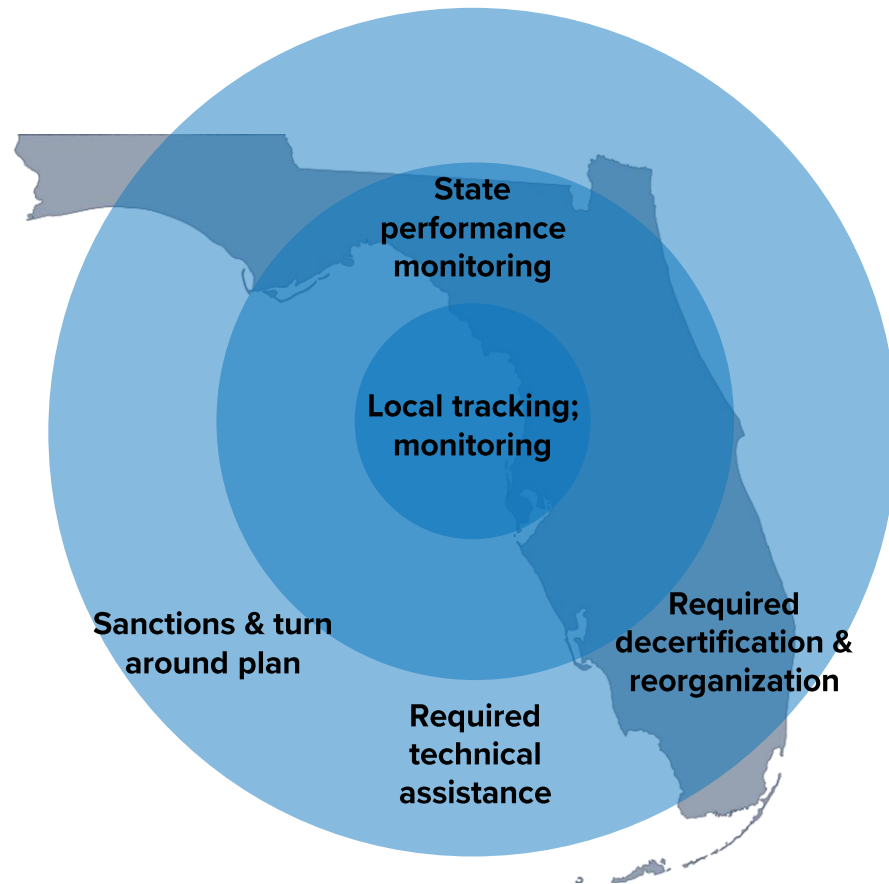 State
performance
monitoring
Local tracking;
monitoring
Sanctions & turn
around plan
Required
decertification &
reorganization
Required
technical
assistance